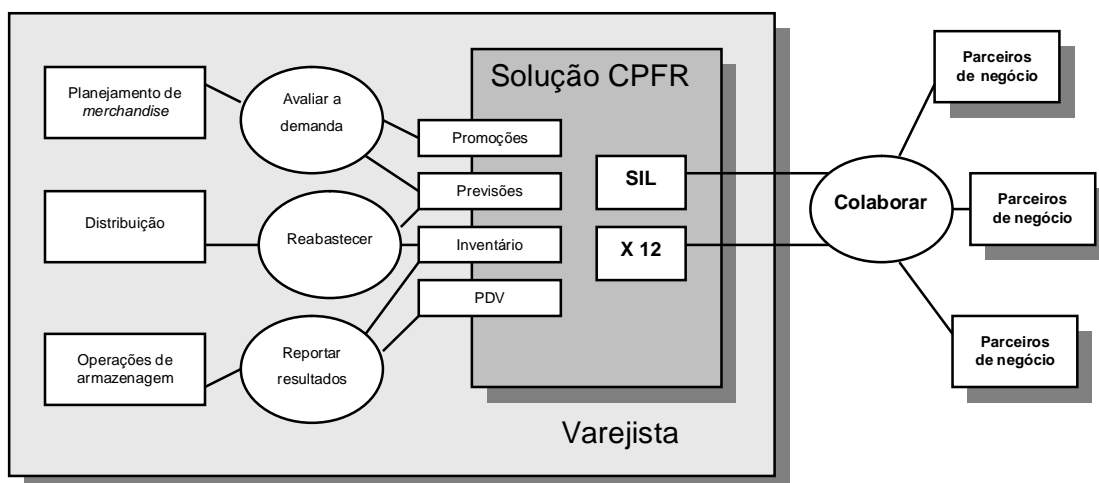 Solução CPFR
Planejamento de
merchandise
Avaliar a
demanda
Promoções
Previsões
Distribuição
Reabastecer
Inventário
PDV
Operações de
armazenagem
Reportar
resultados
SIL
X 12
Varejista
Colaborar
Parceiros
de negócio
Parceiros
de negócio
Parceiros
de negócio